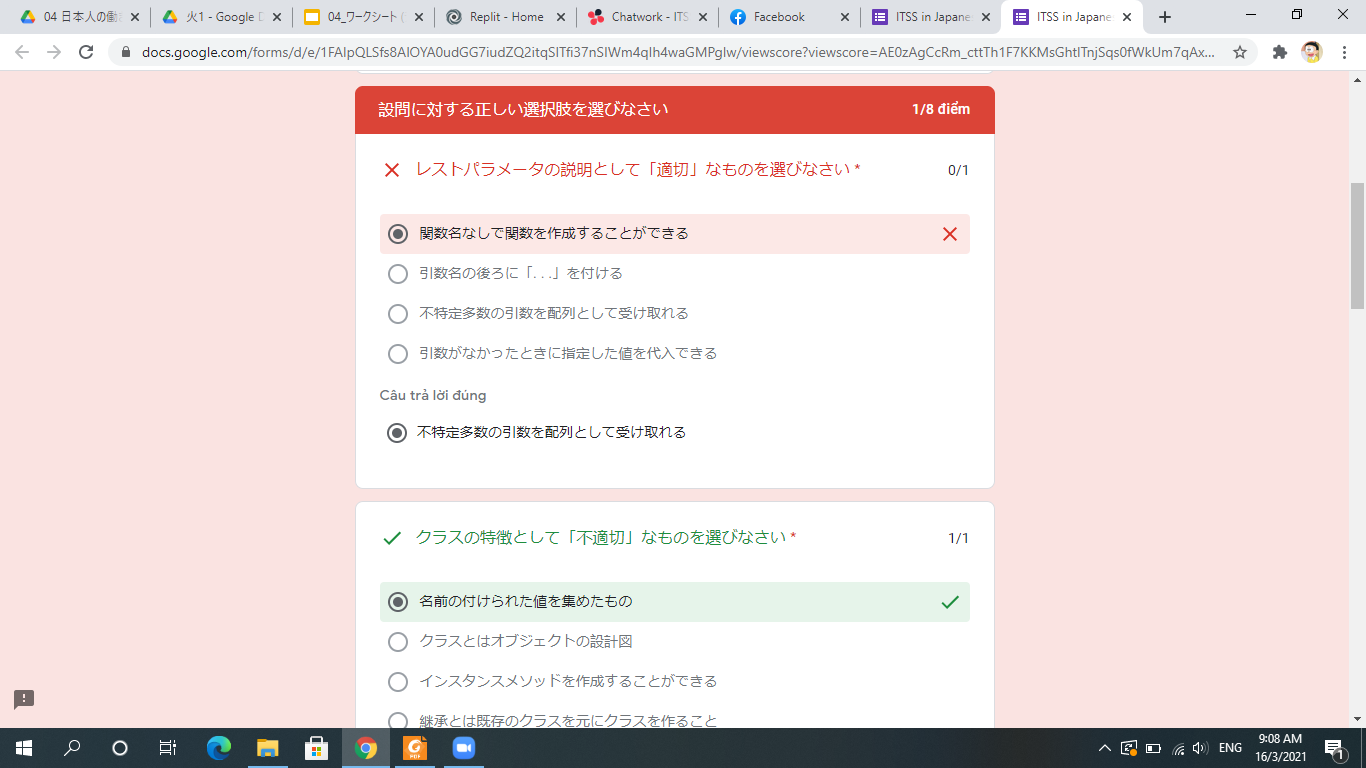 04 日本人の働き
火1 - Google D
04_ワークシート (
Replit - Home
Chatwork - ITS
Facebook
ITSS in Japane
ITSS in Japane
docs.google.com/forms/d/e/1FAIpQLSfs8AlOYA0udGG7iudZQ2itqSITfi37nSIWm4qlh4waGMPglw/viewscore?viewscore=AE0zAgCcRm_cttTh1F7KKMsGhtITnjSqs0fWkUm7qAx...
設問に対する正しい選択肢を選びなさい
1/8 điểm
レストパラメータの説明として「適切」なものを選びなさい *
0/1
関数名なしで関数を作成することができる
引数名の後ろに「. . .」を付ける
不特定多数の引数を配列として受け取れる
引数がなかったときに指定した値を代入できる
Câu trả lời đúng
不特定多数の引数を配列として受け取れる
クラスの特徴として「不適切」なものを選びなさい *
1/1
名前の付けられた値を集めたもの
クラスとはオブジェクトの設計図
インスタンスメソッドを作成することができる
継承とは既存のクラスを元にクラスを作ること
ENG
9:08 AM
16/3/2021
1